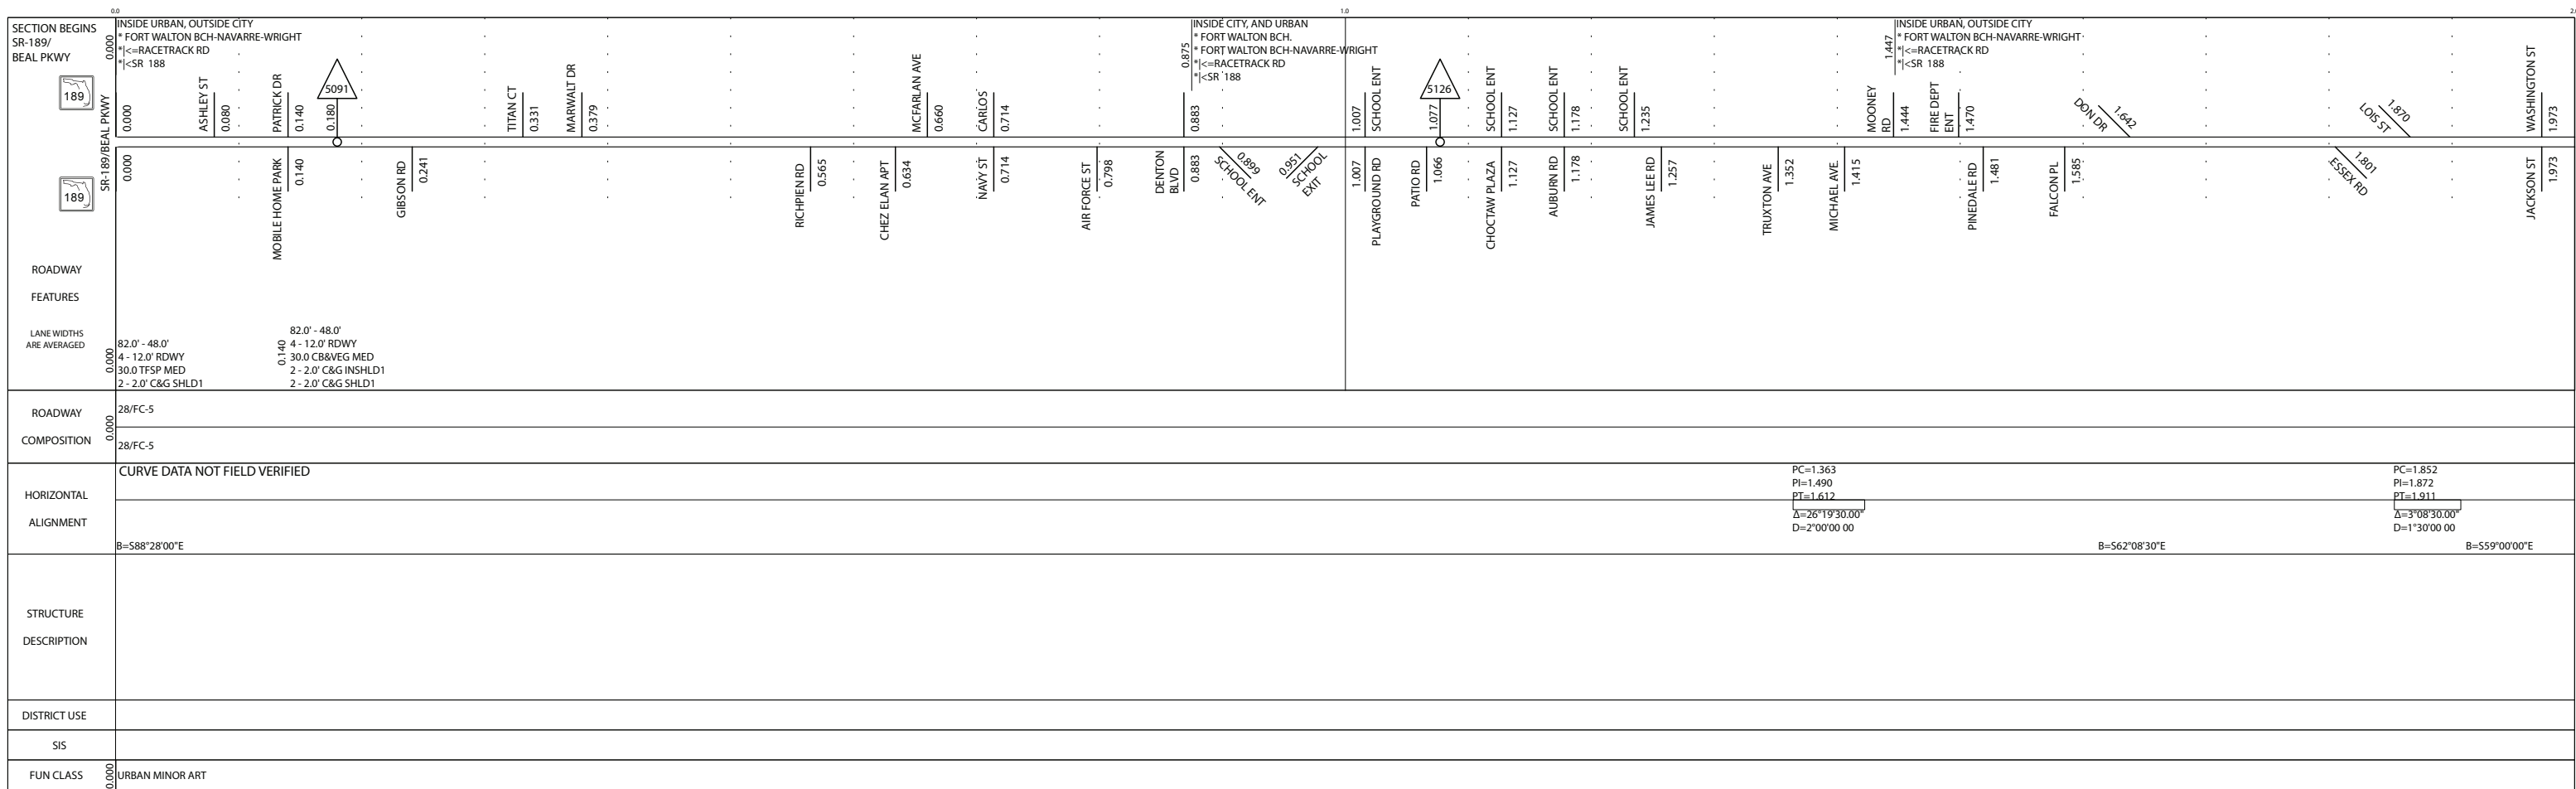 0.0
1.0
SECTION BEGINS
SR-189/
BEAL PKWY
0.000
INSIDE URBAN, OUTSIDE CITY
* FORT WALTON BCH-NAVARRE-WRIGHT
*|<=RACETRACK RD
*|<SR 188
0.875
INSIDE CITY, AND URBAN
* FORT WALTON BCH.
* FORT WALTON BCH-NAVARRE-WRIGHT
*|<=RACETRACK RD
*|<SR 188
1.447
INSIDE URBAN, OUTSIDE CITY
* FORT WALTON BCH-NAVARRE-WRIGHT
*|<=RACETRACK RD
*|<SR 188
189
SR-189/BEAL PKWY
0.000
ASHLEY ST
0.080
PATRICK DR
0.140
5091
0.180
TITAN CT
0.331
MARWALT DR
0.379
MCFARLAN AVE
0.660
CARLOS
0.714
0.883
1.007
SCHOOL ENT
5126
1.077
SCHOOL ENT
1.127
SCHOOL ENT
1.178
SCHOOL ENT
1.235
MOONEY
RD
1.444
FIRE DEPT
ENT
1.470
DON DR
1.642
LOIS ST
1.870
WASHINGTON ST
1.973
189
0.000
MOBILE HOME PARK
0.140
GIBSON RD
0.241
RICHPIEN RD
0.565
CHEZ ELAN APT
0.634
NAVY ST
0.714
AIR FORCE ST
0.798
DENTON
BLVD
0.883
0.899
SCHOOL ENT
0.951
SCHOOL
EXIT
1.007
PLAYGROUND RD
PATIO RD
1.066
CHOCTAW PLAZA
1.127
AUBURN RD
1.178
JAMES LEE RD
1.257
TRUXTON AVE
1.352
MICHAEL AVE.
1.415
PINEDALE RD
1.481
FALCON PL
1.585
1.801
ESSEX RD
JACKSON ST
1.973
ROADWAY
FEATURES
LANE WIDTHS
ARE AVERAGED
0.000
82.0' - 48.0'
4 - 12.0' RDWY
30.0 TFSP MED
2 - 2.0' C&G SHLD1
0.140
82.0' - 48.0'
4 - 12.0' RDWY
30.0 CB&VEG MED
2 - 2.0' C&G INSHLD1
2 - 2.0' C&G SHLD1
ROADWAY
COMPOSITION
0.000
28/FC-5
28/FC-5
HORIZONTAL
ALIGNMENT
CURVE DATA NOT FIELD VERIFIED
PC=1.363
PI=1.490
PT=1.612
Δ=26°19'30.00"
D=2°00'00 00
PC=1.852
PI=1.872
PT=1.911
Δ=3°08'30.00"
D=1°30'00 00
B=S88°28'00"E
B=S62°08'30"E
B=S59°00'00"E
STRUCTURE
DESCRIPTION
DISTRICT USE
SIS
FUN CLASS
0.000
URBAN MINOR ART